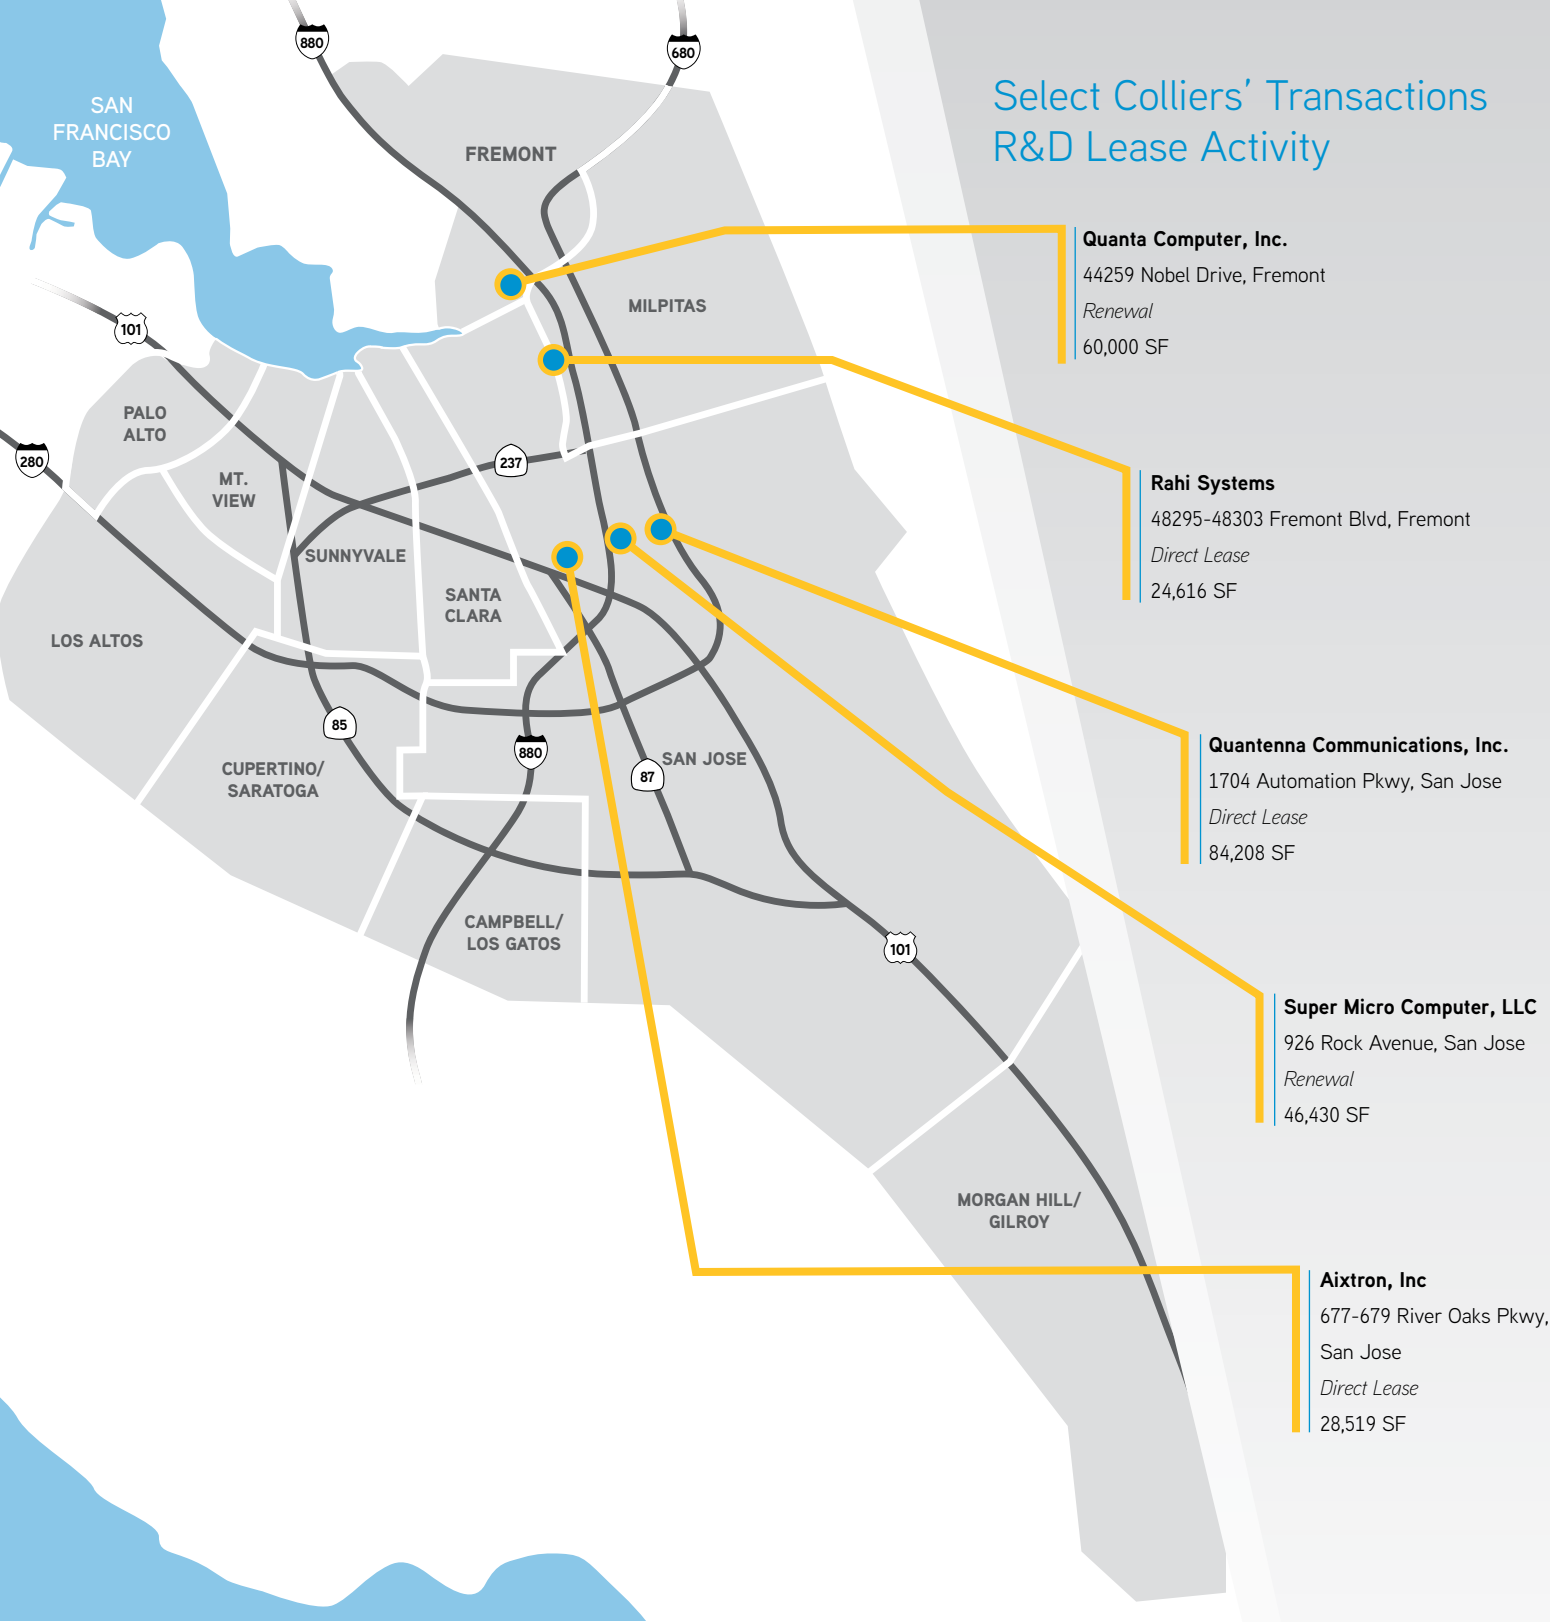 880
680
SAN
FRANCISCO
BAY
Select Colliers’ Transactions
R&D Lease Activity
FREMONT
Quanta Computer, Inc.
44259 Nobel Drive, Fremont
Renewal
60,000 SF
MILPITAS
101
PALO
ALTO
280
237
MT.
VIEW
Rahi Systems
48295-48303 Fremont Blvd, Fremont
Direct Lease
24,616 SF
SUNNYVALE
SANTA
CLARA
LOS ALTOS
85
880
87
SAN JOSE
CUPERTINO/
SARATOGA
Quantenna Communications, Inc.
1704 Automation Pkwy, San Jose
Direct Lease
84,208 SF
CAMPBELL/
LOS GATOS
101
Super Micro Computer, LLC
926 Rock Avenue, San Jose
Renewal
46,430 SF
MORGAN HILL/
GILROY
Aixtron, Inc
677-679 River Oaks Pkwy,
San Jose
Direct Lease
28,519 SF